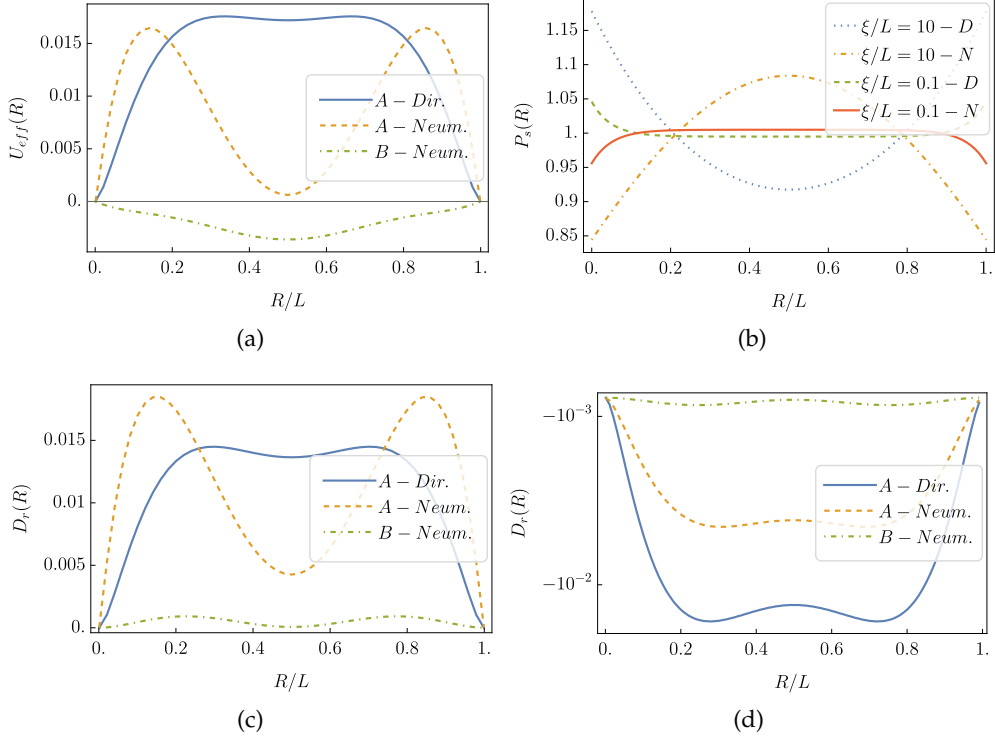 0.015
0.01
0.005
0.
U_{eff}(R)
A − Dir.
A − Neum.
B − Neum.
0. 0.2 0.4 0.6 0.8 1.
R/L
(a)
1.15
1.1
1.05
1
0.95
0.9
0.85
P_s(R)
ξ/L = 10 − D
ξ/L = 10 − N
ξ/L = 0.1 − D
ξ/L = 0.1 − N
0. 0.2 0.4 0.6 0.8 1.
R/L
(b)
0.015
0.01
0.005
0.
D_r(R)
A − Dir.
A − Neum.
B − Neum.
0. 0.2 0.4 0.6 0.8 1.
R/L
(c)
−10⁻³
−10⁻²
D_r(R)
A − Dir.
A − Neum.
B − Neum.
0. 0.2 0.4 0.6 0.8 1.
R/L
(d)